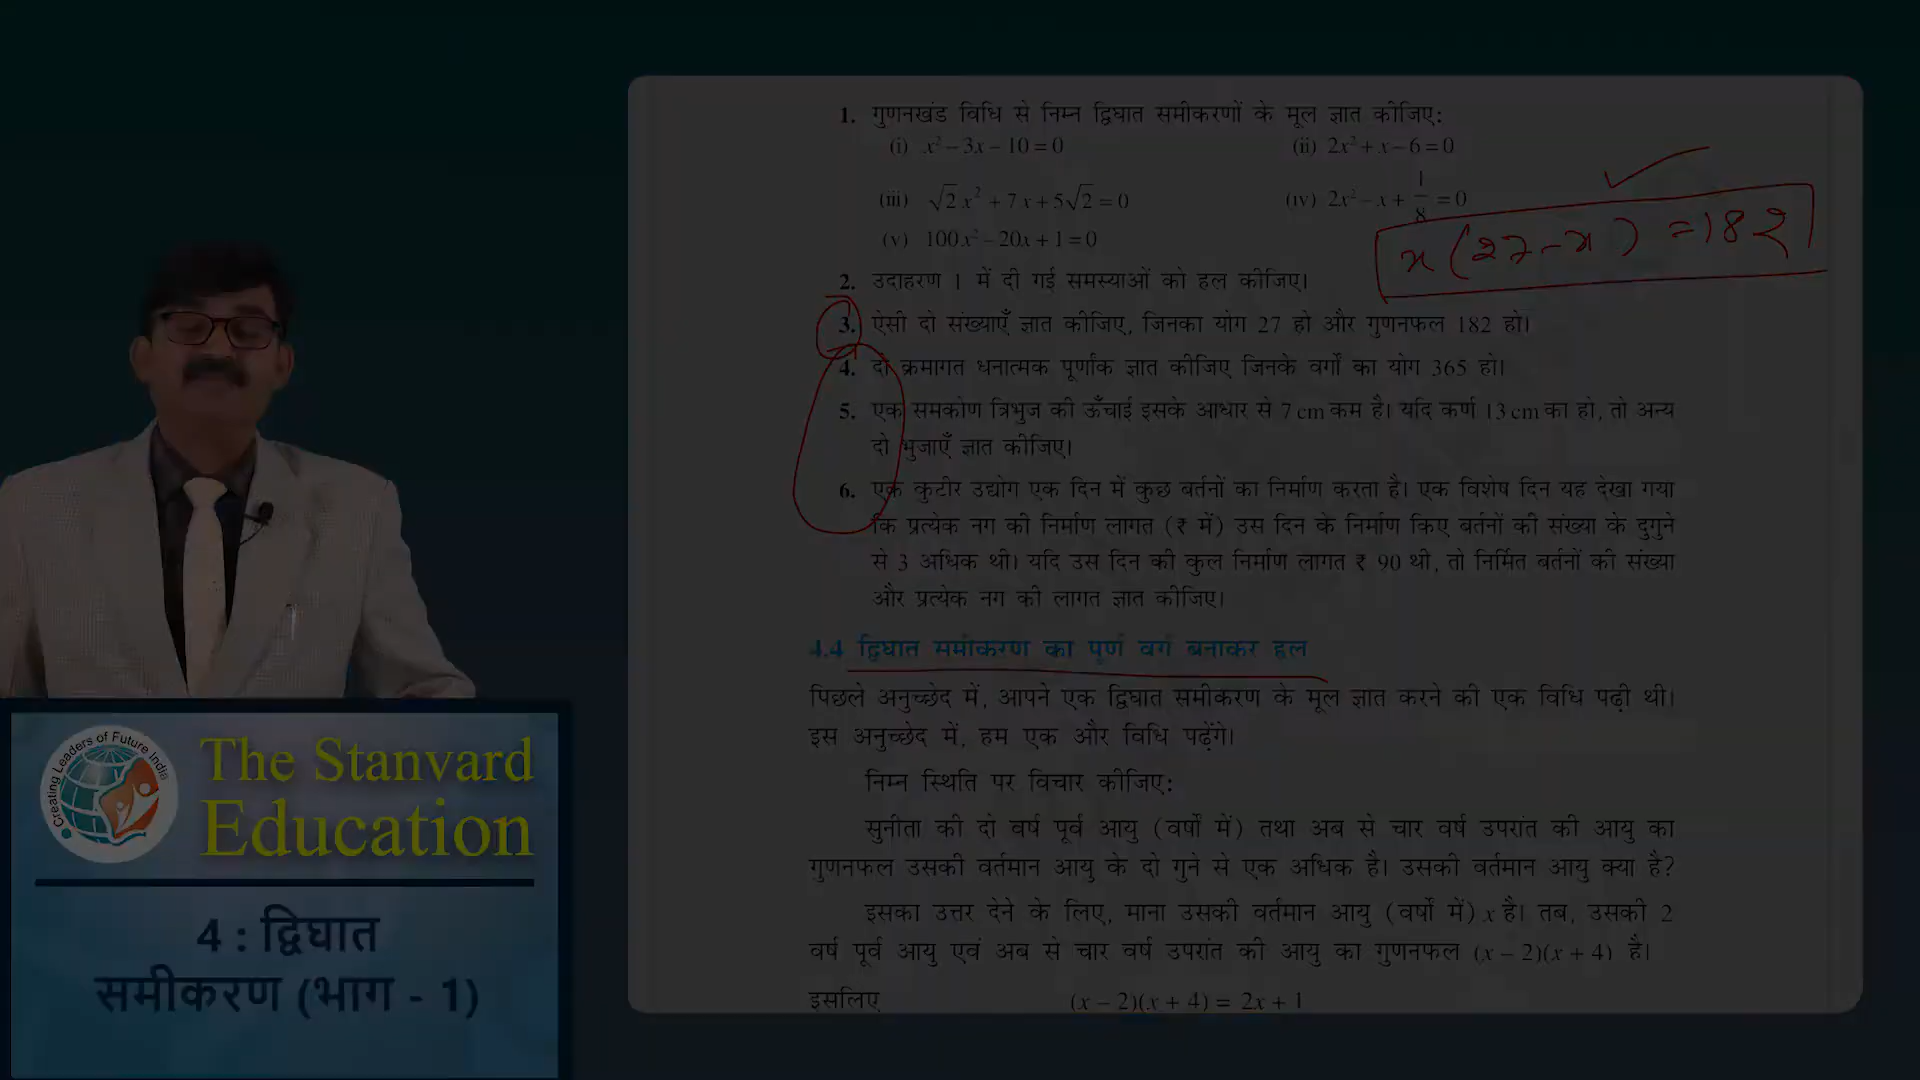 1. गुणनखंड विधि से निम्न द्विघात समीकरणों के मूल ज्ञात कीजिए:
(i) x² – 3x – 10 = 0 (ii) 2x² + x – 6 = 0
(iii) √2 x² + 7x + 5√2 = 0 (iv) 2x² – x + 1/8 = 0
(v) 100x² – 20x + 1 = 0
x(27-x) = 182
2. उदाहरण 1 में दी गई समस्याओं को हल कीजिए।
3. ऐसी दो संख्याएँ ज्ञात कीजिए, जिनका योग 27 हो और गुणनफल 182 हो।
4. दो क्रमागत धनात्मक पूर्णांक ज्ञात कीजिए जिनके वर्गों का योग 365 हो।
5. एक समकोण त्रिभुज की ऊँचाई इसके आधार से 7 cm कम है। यदि कर्ण 13 cm का हो, तो अन्य
दो भुजाएँ ज्ञात कीजिए।
6. एक कुटीर उद्योग एक दिन में कुछ बर्तनों का निर्माण करता है। एक विशेष दिन यह देखा गया
कि प्रत्येक नग की निर्माण लागत (₹ में) उस दिन के निर्माण किए बर्तनों की संख्या के दुगुने
से 3 अधिक थी। यदि उस दिन की कुल निर्माण लागत ₹ 90 थी, तो निर्मित बर्तनों की संख्या
और प्रत्येक नग की लागत ज्ञात कीजिए।
4.4 द्विघात समीकरण का पूर्ण वर्ग बनाकर हल
पिछले अनुच्छेद में, आपने एक द्विघात समीकरण के मूल ज्ञात करने की एक विधि पढ़ी थी।
इस अनुच्छेद में, हम एक और विधि पढ़ेंगे।
निम्न स्थिति पर विचार कीजिए:
सुनीता की दो वर्ष पूर्व आयु (वर्षों में) तथा अब से चार वर्ष उपरांत की आयु का
गुणनफल उसकी वर्तमान आयु के दो गुने से एक अधिक है। उसकी वर्तमान आयु क्या है?
इसका उत्तर देने के लिए, माना उसकी वर्तमान आयु (वर्षों में) x है। तब, उसकी 2
वर्ष पूर्व आयु एवं अब से चार वर्ष उपरांत की आयु का गुणनफल (x – 2)(x + 4) है।
इसलिए (x – 2)(x + 4) = 2x + 1
Creating Leaders of Future India
The Stanvard
Education
4 : द्विघात
समीकरण (भाग - 1)